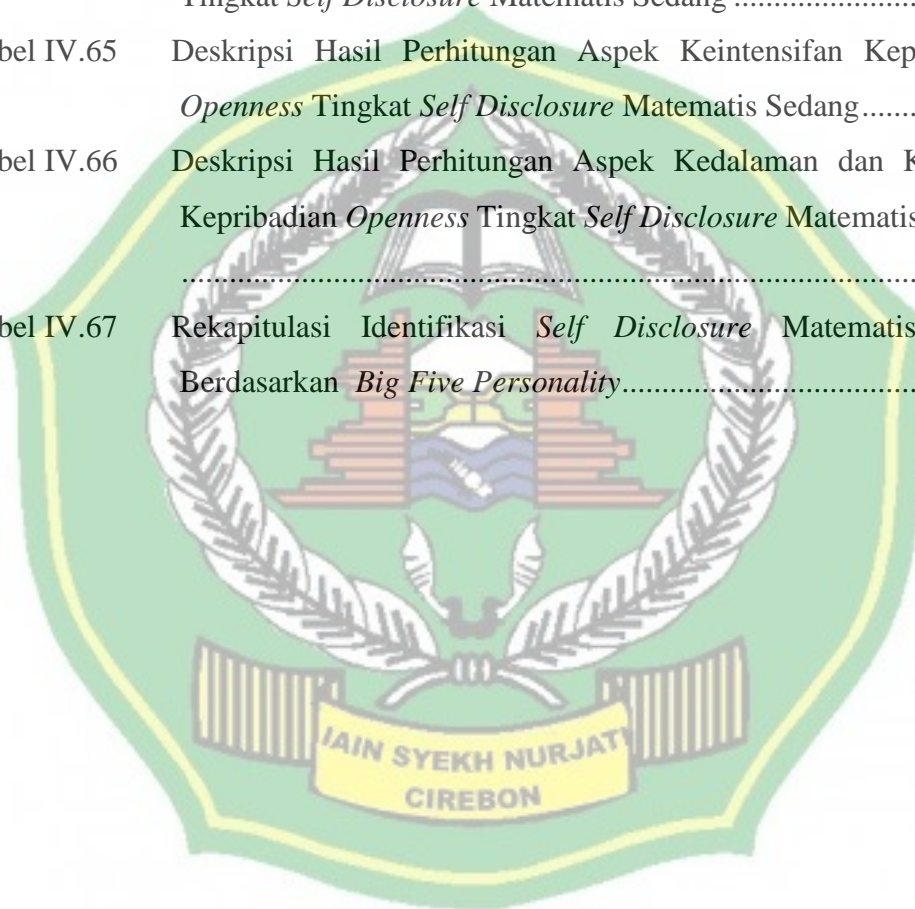 Tingkat Self Disclosure Matematis Sedang ........................
bel IV.65 Deskripsi Hasil Perhitungan Aspek Keintensifan Kep
Openness Tingkat Self Disclosure Matematis Sedang.......
bel IV.66 Deskripsi Hasil Perhitungan Aspek Kedalaman dan K
Kepribadian Openness Tingkat Self Disclosure Matematis
................................................................................................
bel IV.67 Rekapitulasi Identifikasi Self Disclosure Matematis
Berdasarkan Big Five Personality......................................
IAIN SYEKH NURJATI
CIREBON